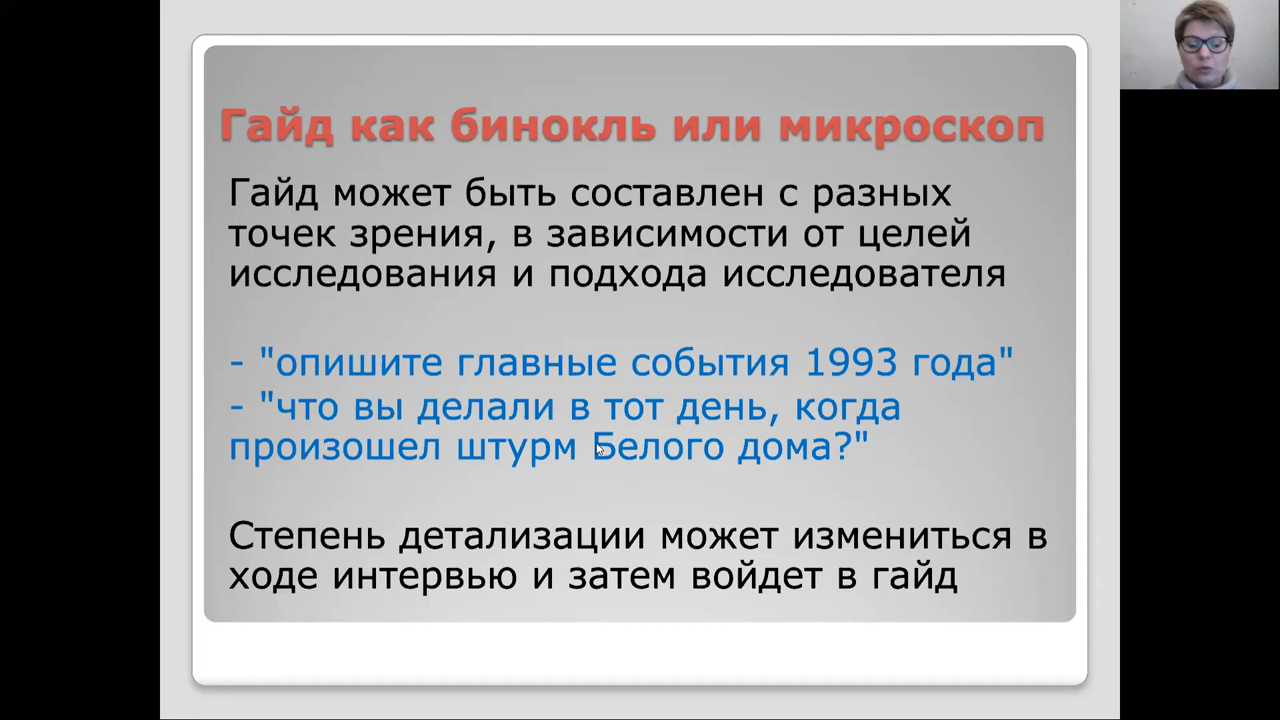 Гайд как бинокль или микроскоп
Гайд может быть составлен с разных
точек зрения, в зависимости от целей
исследования и подхода исследователя
- "опишите главные события 1993 года"
- "что вы делали в тот день, когда
произошел штурм Белого дома?"
Степень детализации может измениться в
ходе интервью и затем войдет в гайд